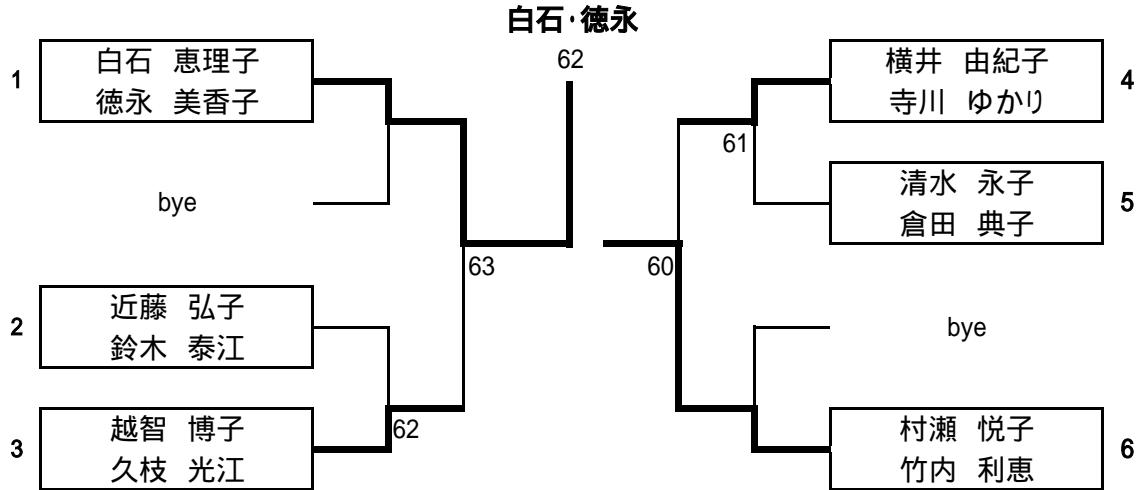 白石・徳永
62
1
白石 恵理子
徳永 美香子
bye
2
近藤 弘子
鈴木 泰江
3
越智 博子
久枝 光江
62
63
60
61
横井 由紀子
寺川 ゆかり
4
清水 永子
倉田 典子
5
bye
村瀬 悦子
竹内 利恵
6